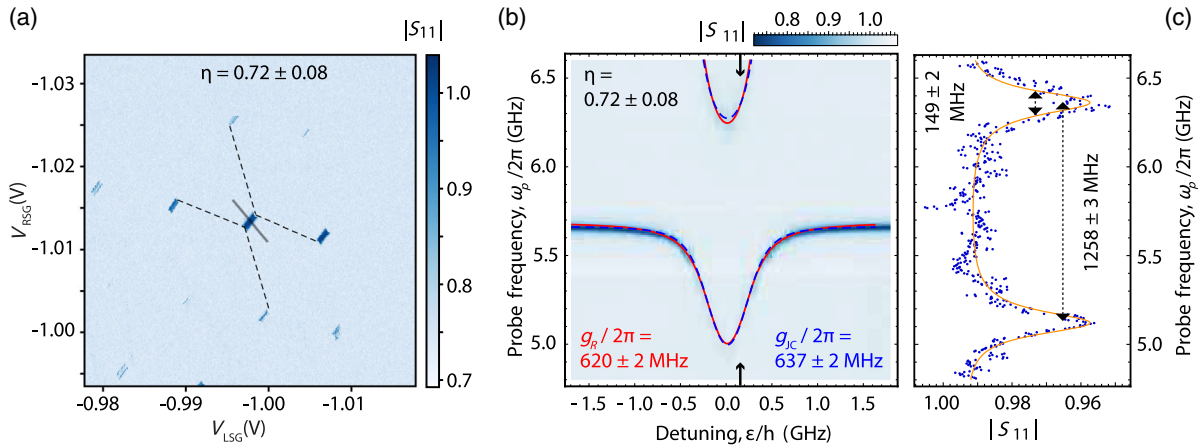 (a)
|S11|
η = 0.72 ± 0.08
-1.03
-1.02
-1.01
-1.00
VRSG(V)
-0.98
-0.99
-1.00
-1.01
VLSG(V)
1.0
0.9
0.8
0.7
(b)
|S11|
0.8
0.9
1.0
η =
0.72 ± 0.08
6.5
6.0
5.5
5.0
Probe frequency, ωp/2π (GHz)
gR / 2π =
620 ± 2 MHz
gJC / 2π =
637 ± 2 MHz
-1.5
-1.0
-0.5
0.0
0.5
1.0
1.5
Detuning, ε/h (GHz)
(c)
149 ± 2
MHz
1258 ± 3 MHz
6.5
6.0
5.5
5.0
Probe frequency, ωp/2π (GHz)
1.00
0.98
0.96
|S11|